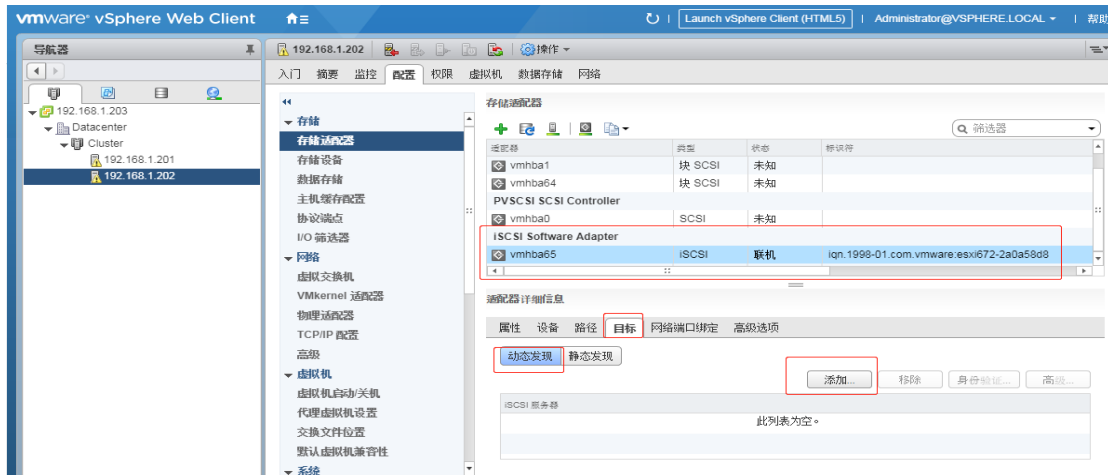 vmware® vSphere Web Client
Launch vSphere Client (HTML5)
Administrator@VSPHERE.LOCAL
帮助
导航器
192.168.1.203
Datacenter
Cluster
192.168.1.201
192.168.1.202
192.168.1.202
操作
入门 摘要 监控 配置 权限 虚拟机 数据存储 网络
存储
存储适配器
存储设备
数据存储
主机缓存配置
协议端点
I/O 筛选器
网络
虚拟交换机
VMkernel 适配器
物理适配器
TCP/IP 配置
高级
虚拟机
虚拟机启动/关机
代理虚拟机设置
交换文件位置
默认虚拟机兼容性
系统
存储适配器
筛选器
适配器 类型 状态 标识符
vmhba1 块 SCSI 未知
vmhba64 块 SCSI 未知
PVSCSI SCSI Controller
vmhba0 SCSI 未知
iSCSI Software Adapter
vmhba65 iSCSI 联机 iqn.1998-01.com.vmware:esxi672-2a0a58d8
适配器详细信息
属性 设备 路径 目标 网络端口绑定 高级选项
动态发现 静态发现
添加... 移除 身份验证... 高级...
iSCSI 服务器
此列表为空。